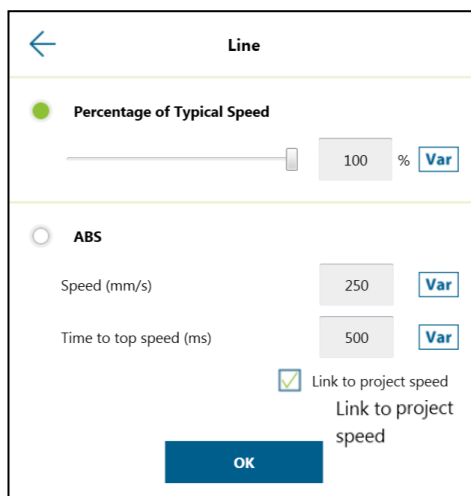 Line
Percentage of Typical Speed
100 % Var
ABS
Speed (mm/s) 250 Var
Time to top speed (ms) 500 Var
Link to project speed
Link to project
speed
OK